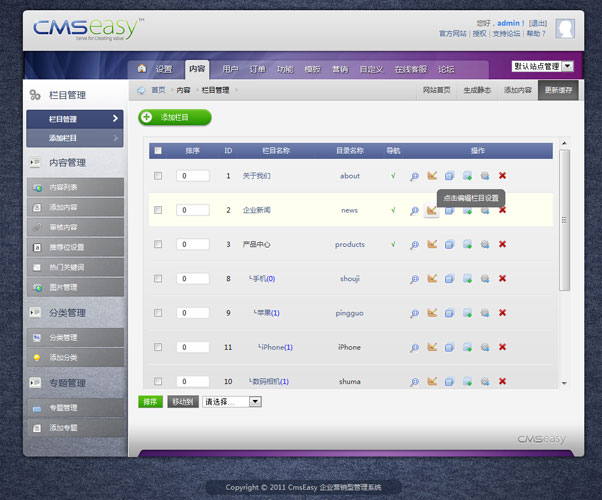 CMSeasy™
Serve for Creating Value
您好, admin ! [退出]
官方网站 | 授权 | 支持论坛 | 帮助?
设置 内容 用户 订单 功能 模板 营销 自定义 在线客服 论坛
默认站点管理
栏目管理
首页 > 内容 > 栏目管理 >
网站首页 生成静态 添加内容 更新缓存
栏目管理
添加栏目
内容管理
内容列表
添加内容
审核内容
推荐位设置
热门关键词
图片管理
分类管理
分类管理
添加分类
专题管理
专题管理
添加专题
添加栏目
排序 ID 栏目名称 目录名称 导航 操作
0 1 关于我们 about √
点击编辑栏目设置
0 2 企业新闻 news √
0 3 产品中心 products √
0 8 └手机(0) shouji
0 9 └苹果(1) pingguo
0 11 └iPhone(1) iPhone
0 10 └数码相机(1) shuma
排序 移动到 请选择...
CMSeasy
Copyright © 2011 CmsEasy 企业营销型管理系统